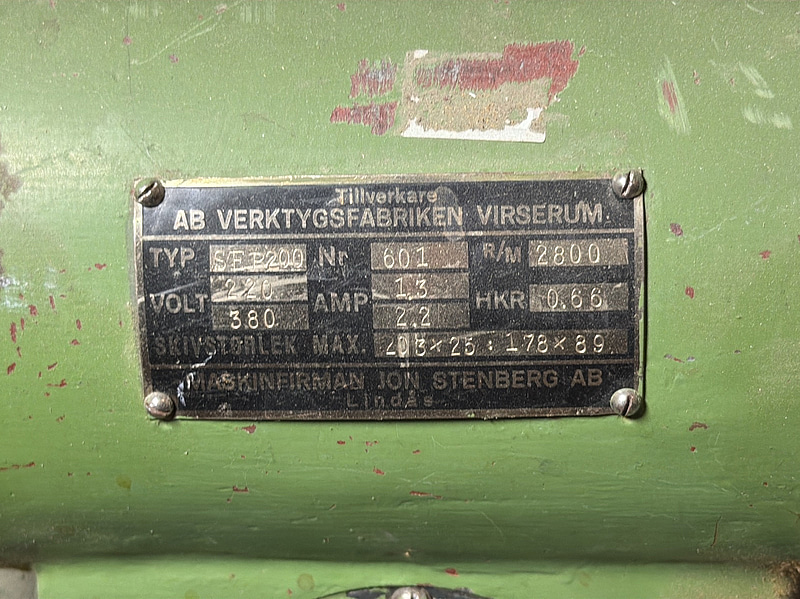 Tillverkare
AB VERKTYGSFABRIKEN VIRSERUM.
TYP SFP200 Nr 601 R/M 2800
VOLT 220 380 AMP 1.3 2.2 HKR 0.66
SKIVSTORLEK MAX. 203×25 : 178×89
MASKINFIRMAN JON STENBERG AB
Lindås